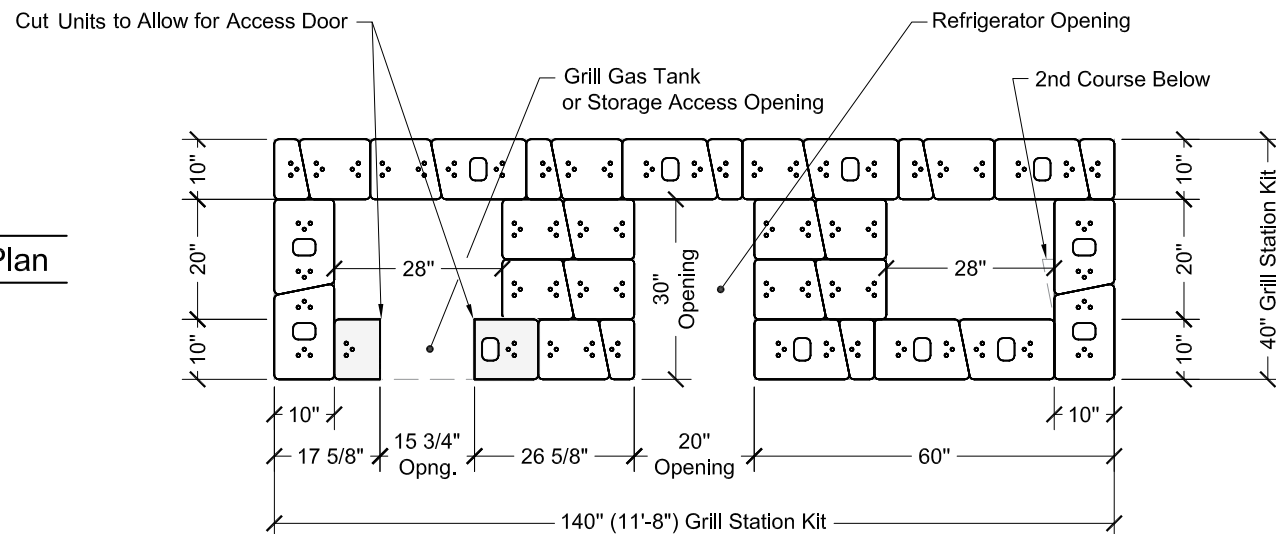 Cut Units to Allow for Access Door
Refrigerator Opening
Grill Gas Tank
or Storage Access Opening
2nd Course Below
10"
10"
20"
28"
30"
Opening
28"
20"
40" Grill Station Kit
Plan
10"
10"
10"
10"
17 5/8"
15 3/4"
Opng.
26 5/8"
20"
Opening
60"
140" (11'-8") Grill Station Kit